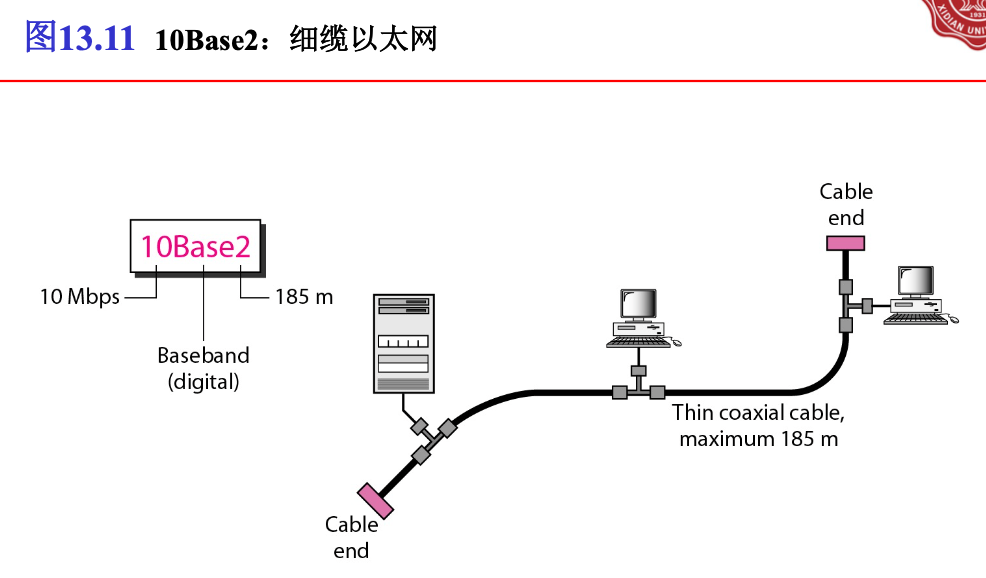 图13.11 10Base2：细缆以太网
XIDIAN UNI
1931
10Base2
10 Mbps
185 m
Baseband
(digital)
Cable
end
Thin coaxial cable,
maximum 185 m
Cable
end